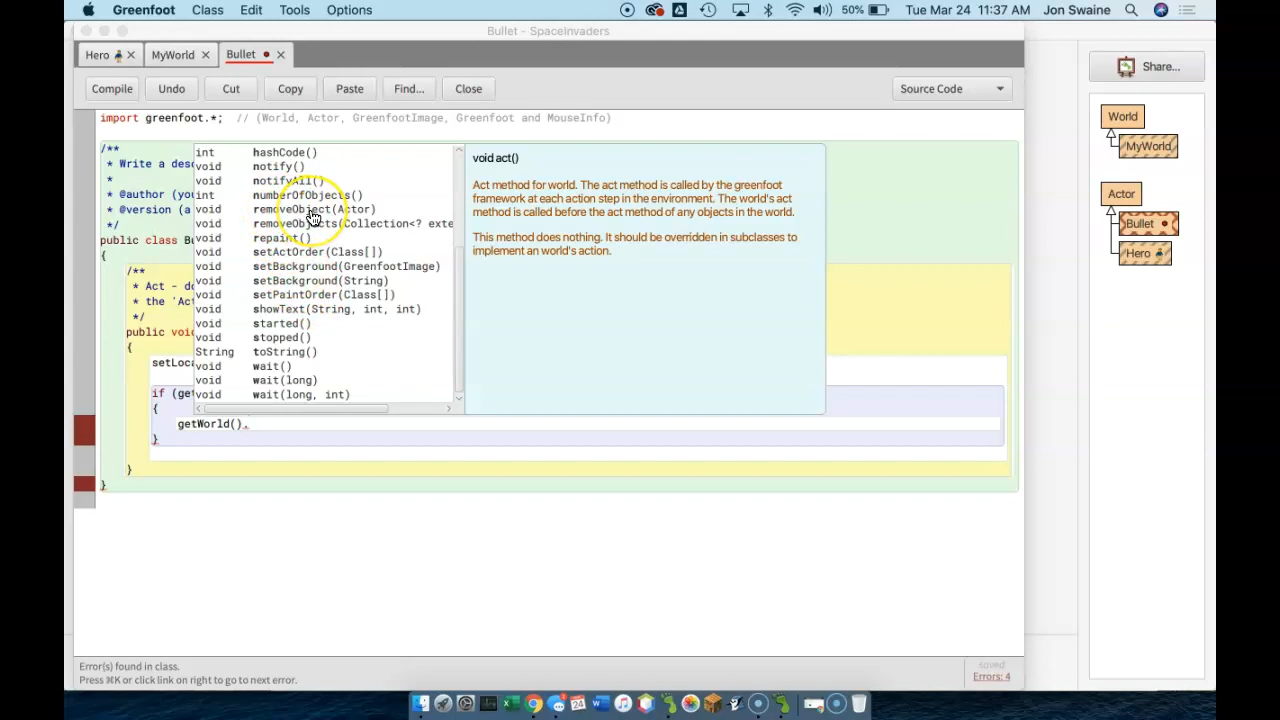 Greenfoot Class Edit Tools Options 50% Tue Mar 24 11:37 AM Jon Swaine
Bullet - SpaceInvaders
Hero MyWorld Bullet
Compile Undo Cut Copy Paste Find... Close Source Code
Share...
import greenfoot.*; // (World, Actor, GreenfootImage, Greenfoot and MouseInfo)
World
MyWorld
Actor
Bullet
Hero
/**
* Write a desc
*
* @author (you
* @version (a
*/
public class Bu
{
/**
* Act - do
* the 'Act
*/
public void
{
setLoca
if (get
{
getWorld().
}
}
}
int hashCode()
void notify()
void notifyAll()
int numberOfObjects()
void removeObject(Actor)
void removeObjects(Collection<? exte
void repaint()
void setActOrder(Class[])
void setBackground(GreenfootImage)
void setBackground(String)
void setPaintOrder(Class[])
void showText(String, int, int)
void started()
void stopped()
String toString()
void wait()
void wait(long)
void wait(long, int)
void act()
Act method for world. The act method is called by the greenfoot
framework at each action step in the environment. The world's act
method is called before the act method of any objects in the world.
This method does nothing. It should be overridden in subclasses to
implement an world's action.
Error(s) found in class.
Press ⌘K or click link on right to go to next error.
saved
Errors: 4